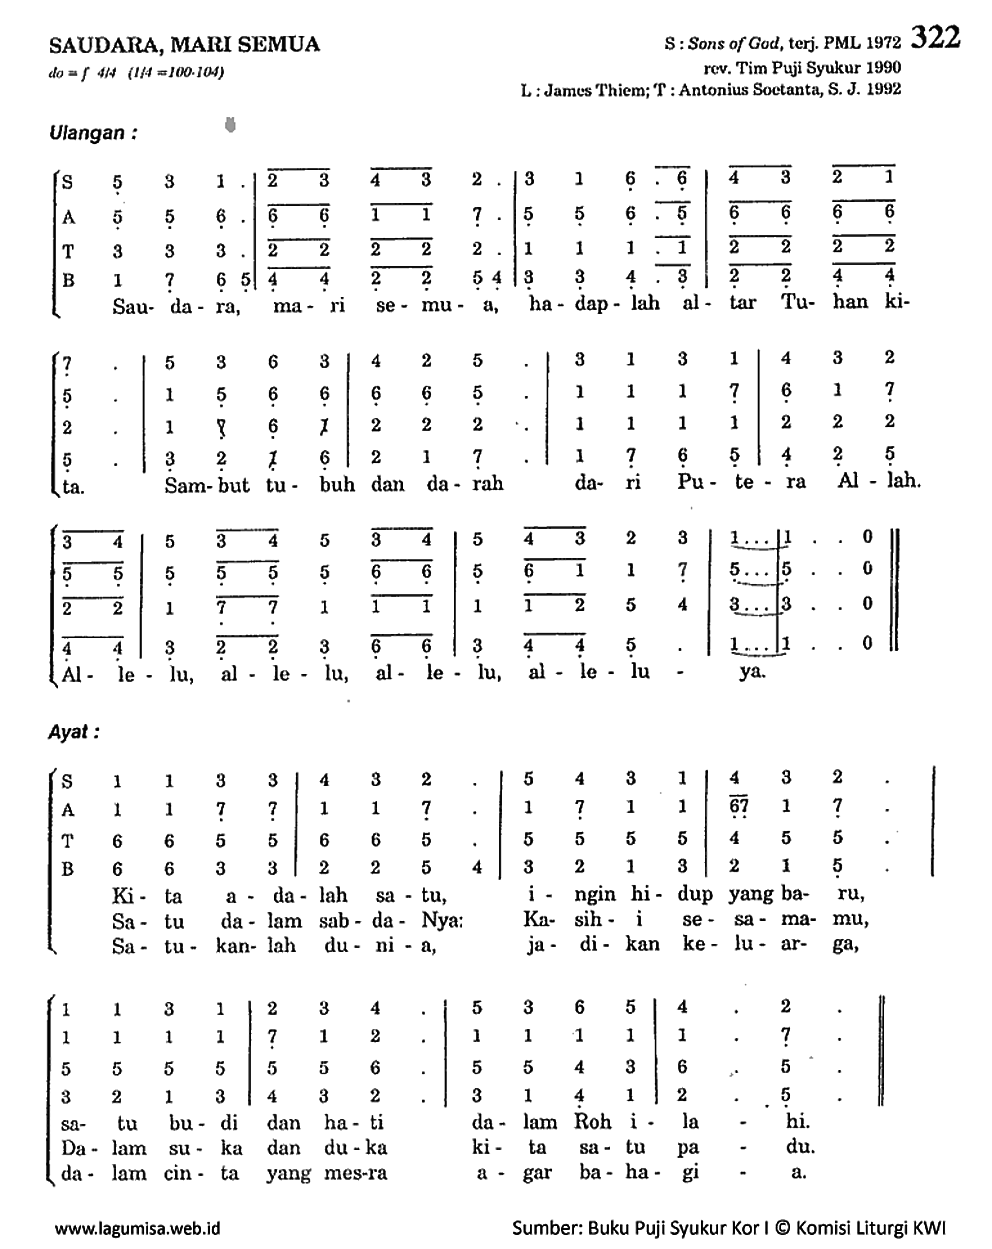 SAUDARA, MARI SEMUA
do = f 4/4 (1/4 =100-104)
S : Sons of God, terj. PML 1972 322
rev. Tim Puji Syukur 1990
L : James Thiem; T : Antonius Soetanta, S. J. 1992
Ulangan :
S 5 3 1 . | 2 3 4 3 2 . | 3 1 6 . 6 | 4 3 2 1
A 5 5 6 . | 6 6 1 1 7 . | 5 5 6 . 5 | 6 6 6 6
T 3 3 3 . | 2 2 2 2 2 . | 1 1 1 . 1 | 2 2 2 2
B 1 7 6 5 | 4 4 2 2 5 4 | 3 3 4 . 3 | 2 2 4 4
Sau- da - ra, ma - ri se - mu - a, ha - dap - lah al - tar Tu- han ki-
7 . | 5 3 6 3 | 4 2 5 . | 3 1 3 1 | 4 3 2
5 . | 1 5 6 6 | 6 6 5 . | 1 1 1 7 | 6 1 7
2 . | 1 6 | 2 2 2 . | 1 1 1 1 | 2 2 2
5 . | 3 2 6 | 2 1 7 . | 1 7 6 5 | 4 2 5
ta. Sam- but tu - buh dan da - rah da- ri Pu - te - ra Al - lah.
3 4 | 5 3 4 5 3 4 | 5 4 3 2 3 | 1 . . . | 1 . . 0
5 5 | 5 5 5 5 6 6 | 5 6 1 1 7 | 5 . . . | 5 . . 0
2 2 | 1 7 7 1 1 1 | 1 1 2 5 4 | 3 . . . | 3 . . 0
4 4 | 3 2 2 3 6 6 | 3 4 4 5 . | 1 . . . | 1 . . 0
Al- le - lu, al - le - lu, al - le - lu, al - le - lu - ya.
Ayat :
S 1 1 3 3 | 4 3 2 . | 5 4 3 1 | 4 3 2 . |
A 1 1 7 7 | 1 1 7 . | 1 7 1 1 | 67 1 7 .
T 6 6 5 5 | 6 6 5 . | 5 5 5 5 | 4 5 5 .
B 6 6 3 3 | 2 2 5 4 | 3 2 1 3 | 2 1 5 . |
Ki - ta a - da - lah sa - tu, i - ngin hi - dup yang ba- ru,
Sa - tu da - lam sab - da - Nya: Ka- sih - i se - sa - ma- mu,
Sa - tu - kan- lah du - ni - a, ja - di - kan ke - lu - ar- ga,
1 1 3 1 | 2 3 4 . | 5 3 6 5 | 4 . 2 .
1 1 1 1 | 7 1 2 . | 1 1 1 1 | 1 . 7 .
5 5 5 5 | 5 5 6 . | 5 5 4 3 | 6 . 5 .
3 2 1 3 | 4 3 2 . | 3 1 4 1 | 2 . 5 .
sa- tu bu - di dan ha - ti da - lam Roh i - la - hi.
Da - lam su - ka dan du - ka ki - ta sa - tu pa - du.
da - lam cin - ta yang mes-ra a - gar ba - ha - gi - a.
www.lagumisa.web.id
Sumber: Buku Puji Syukur Kor I © Komisi Liturgi KWI